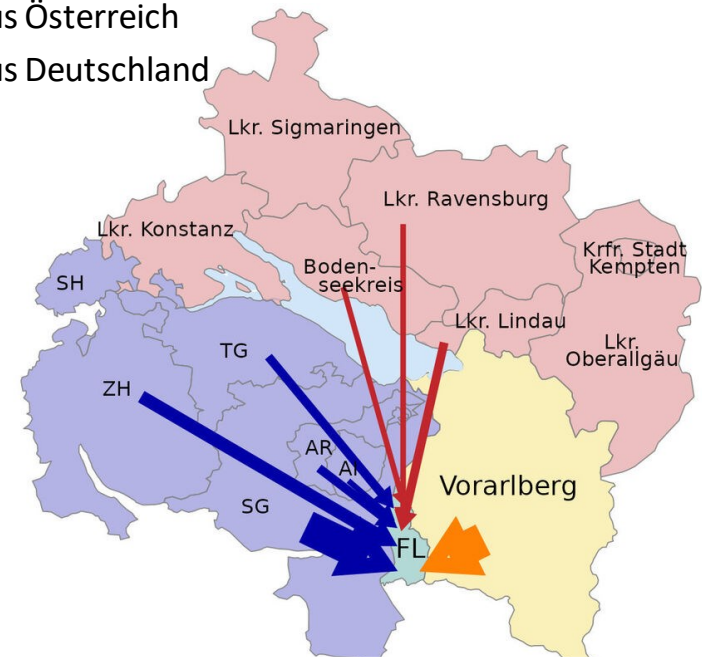 us Österreich
us Deutschland
Lkr. Sigmaringen
Lkr. Ravensburg
Lkr. Konstanz
Krfr. Stadt
Kempten
Boden-
seekreis
SH
Lkr. Lindau
Lkr.
Oberallgäu
TG
ZH
AR
AI
Vorarlberg
SG
FL